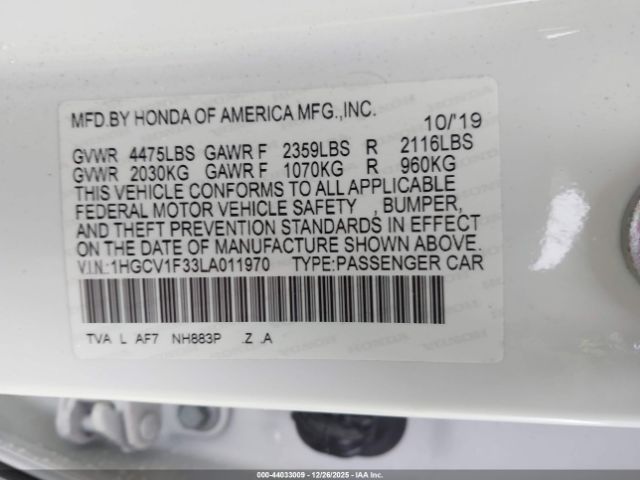 MFD.BY HONDA OF AMERICA MFG.,INC. 10/'19
GVWR 4475LBS GAWR F 2359LBS R 2116LBS
GVWR 2030KG GAWR F 1070KG R 960KG
THIS VEHICLE CONFORMS TO ALL APPLICABLE
FEDERAL MOTOR VEHICLE SAFETY , BUMPER,
AND THEFT PREVENTION STANDARDS IN EFFECT
ON THE DATE OF MANUFACTURE SHOWN ABOVE.
V.I.N.:1HGCV1F33LA011970 TYPE:PASSENGER CAR
TVA L AF7 NH883P .Z .A
000-44033009 | 12/26/2025 | IAA Inc.